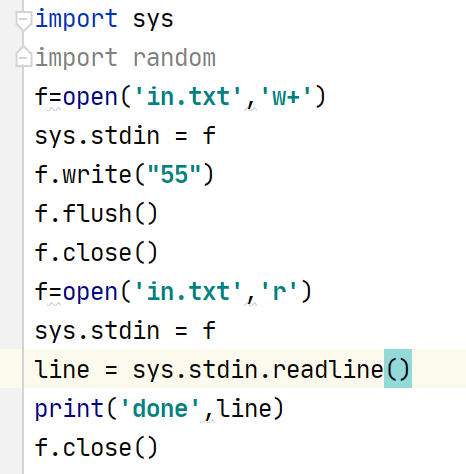 import sys
import random
f=open('in.txt','w+')
sys.stdin = f
f.write("55")
f.flush()
f.close()
f=open('in.txt','r')
sys.stdin = f
line = sys.stdin.readline()
print('done',line)
f.close()